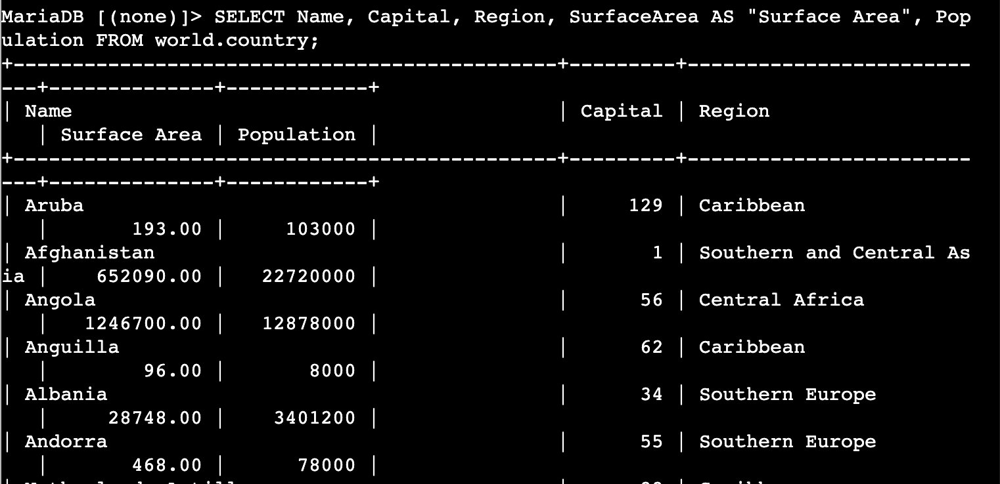 MariaDB [(none)]> SELECT Name, Capital, Region, SurfaceArea AS "Surface Area", Pop
ulation FROM world.country;
+----------------------------------------------+---------+------------------------
---+--------------+------------+
| Name                                         | Capital | Region
   | Surface Area | Population |
+----------------------------------------------+---------+------------------------
---+--------------+------------+
| Aruba                                        |     129 | Caribbean
   |       193.00 |     103000 |
| Afghanistan                                  |       1 | Southern and Central As
ia |    652090.00 |   22720000 |
| Angola                                       |      56 | Central Africa
   |   1246700.00 |   12878000 |
| Anguilla                                     |      62 | Caribbean
   |        96.00 |       8000 |
| Albania                                      |      34 | Southern Europe
   |     28748.00 |    3401200 |
| Andorra                                      |      55 | Southern Europe
   |       468.00 |      78000 |